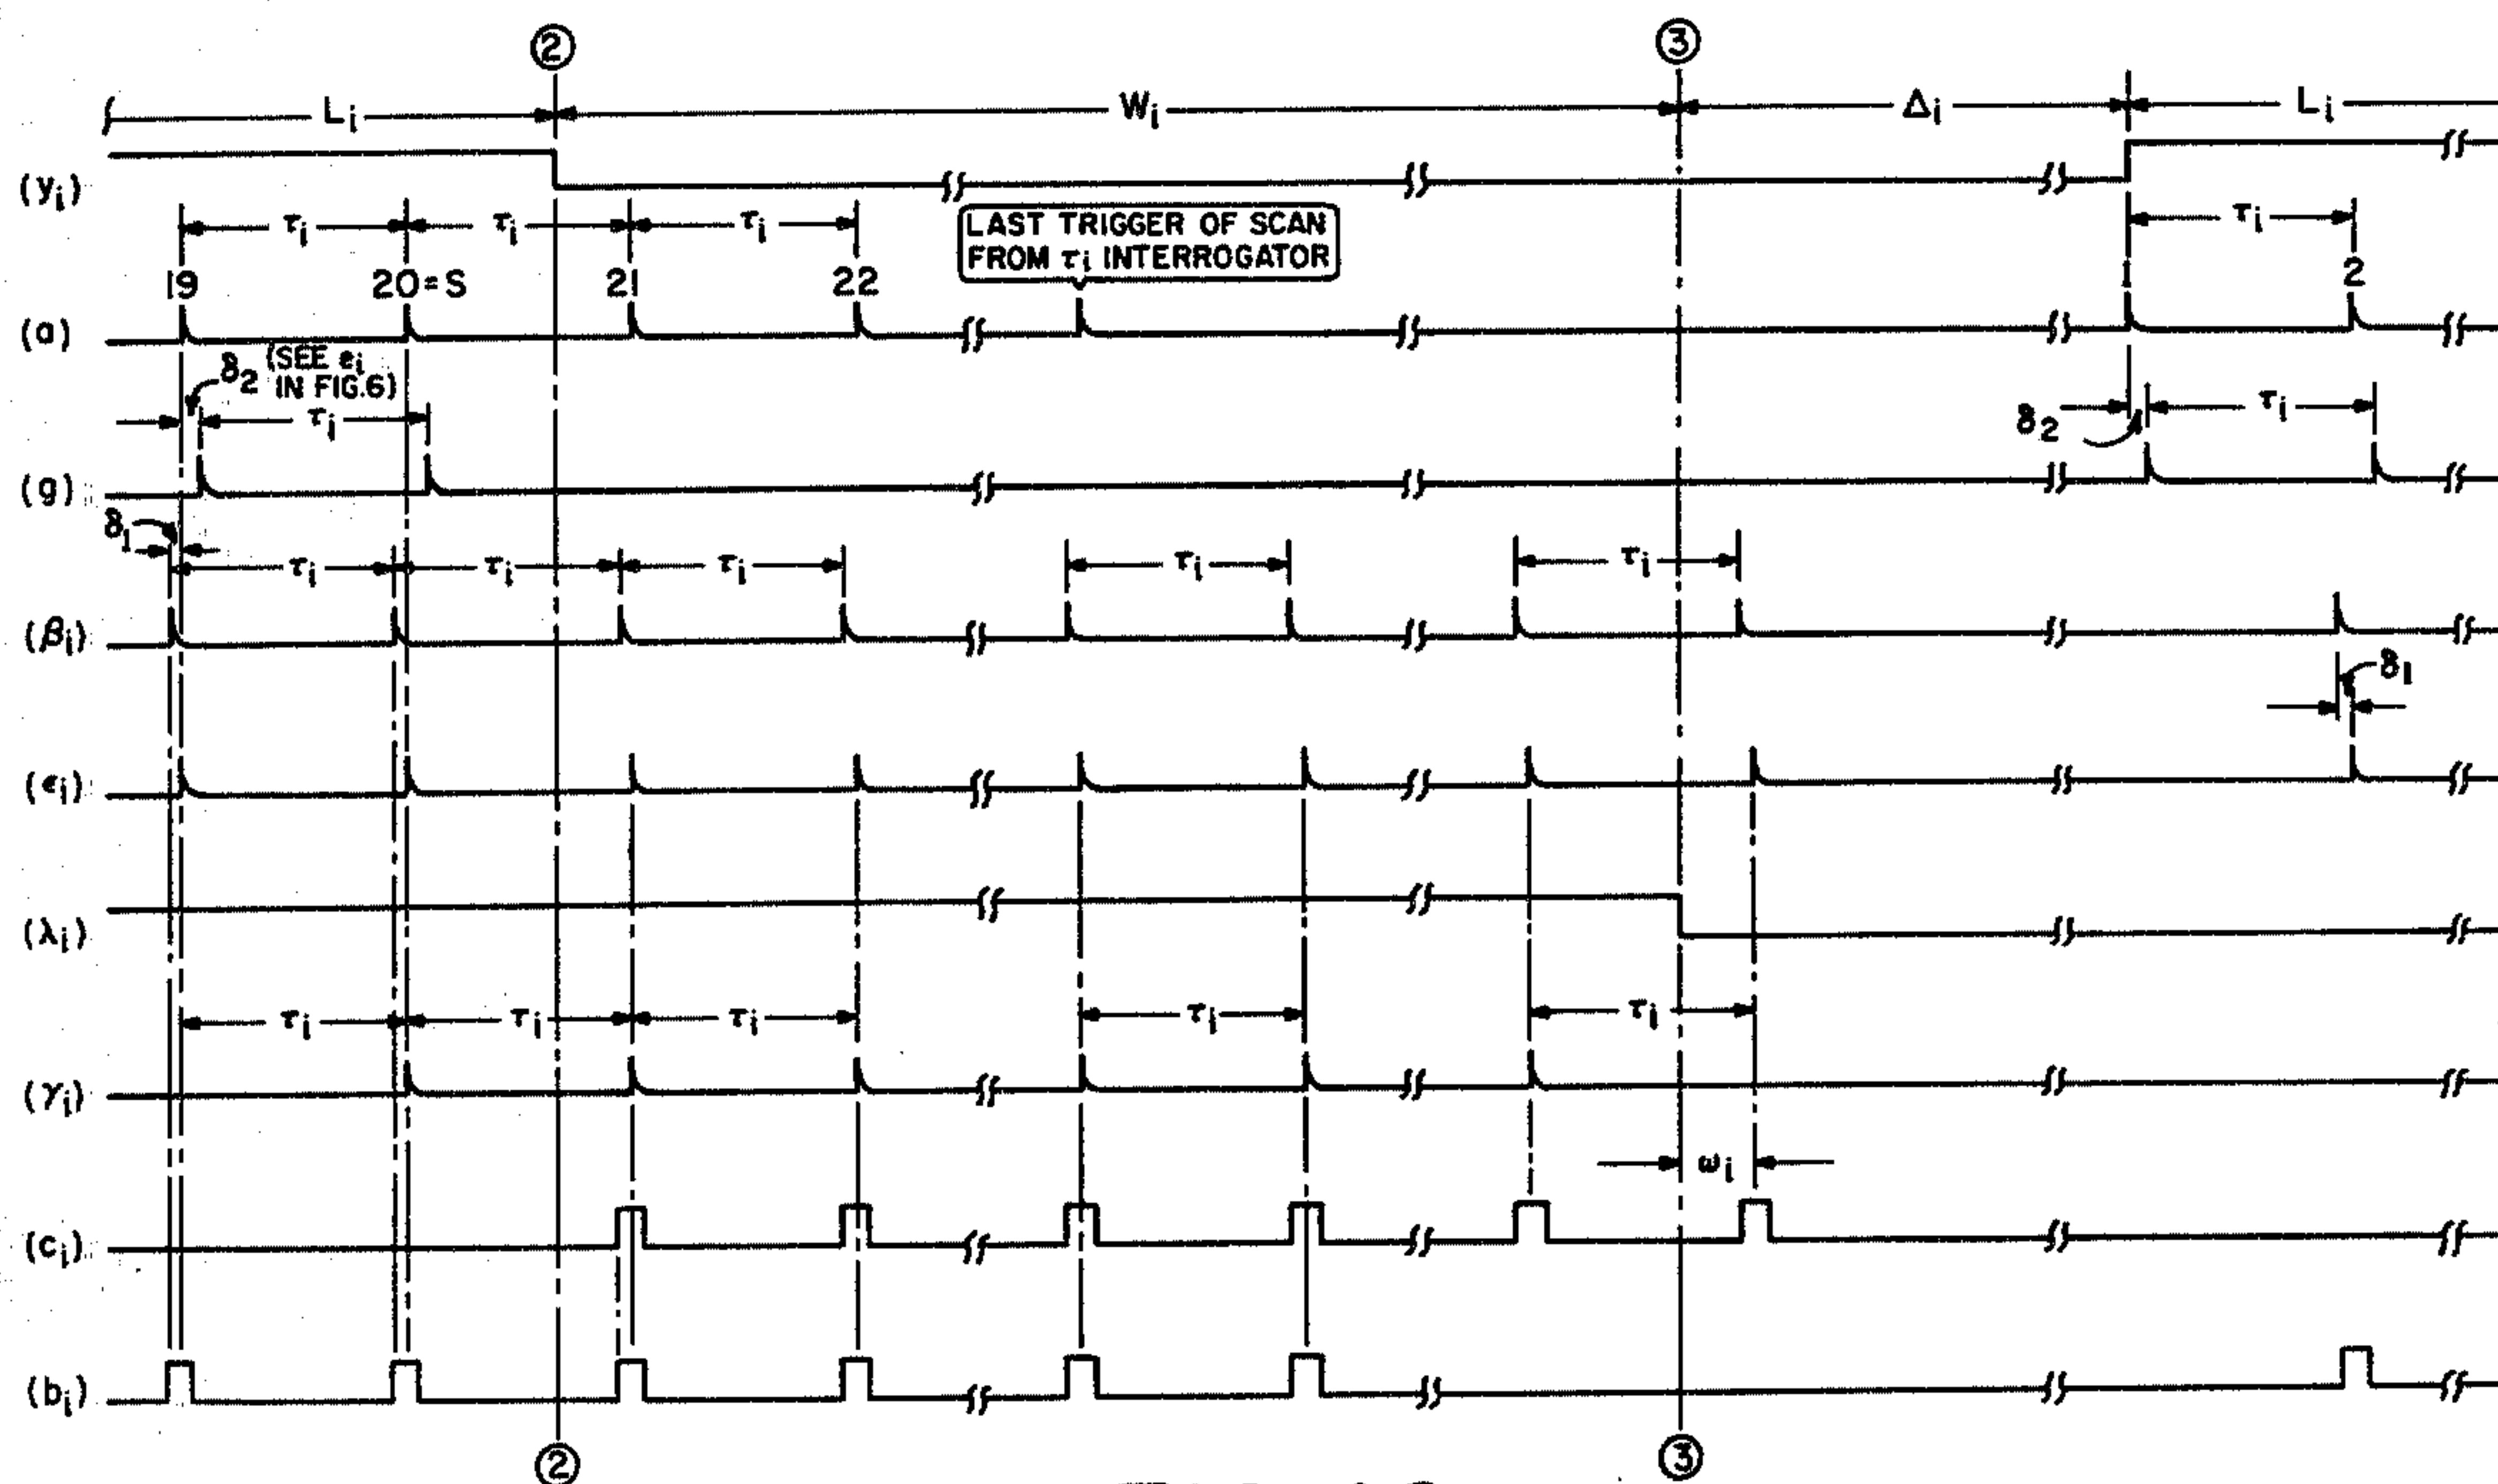 ② ③
Lᵢ Wᵢ Δᵢ Lᵢ
(yᵢ)
τᵢ τᵢ τᵢ LAST TRIGGER OF SCAN τᵢ
FROM τᵢ INTERROGATOR
19 20=S 21 22 1 2
(a)
δ₂ (SEE eᵢ
IN FIG.6)
τᵢ δ₂ τᵢ
(g)
δ₁
τᵢ τᵢ τᵢ τᵢ τᵢ
(βᵢ)
δ₁
(εᵢ)
(λᵢ)
τᵢ τᵢ τᵢ τᵢ τᵢ
(γᵢ)
ωᵢ
(cᵢ)
(bᵢ)
② ③